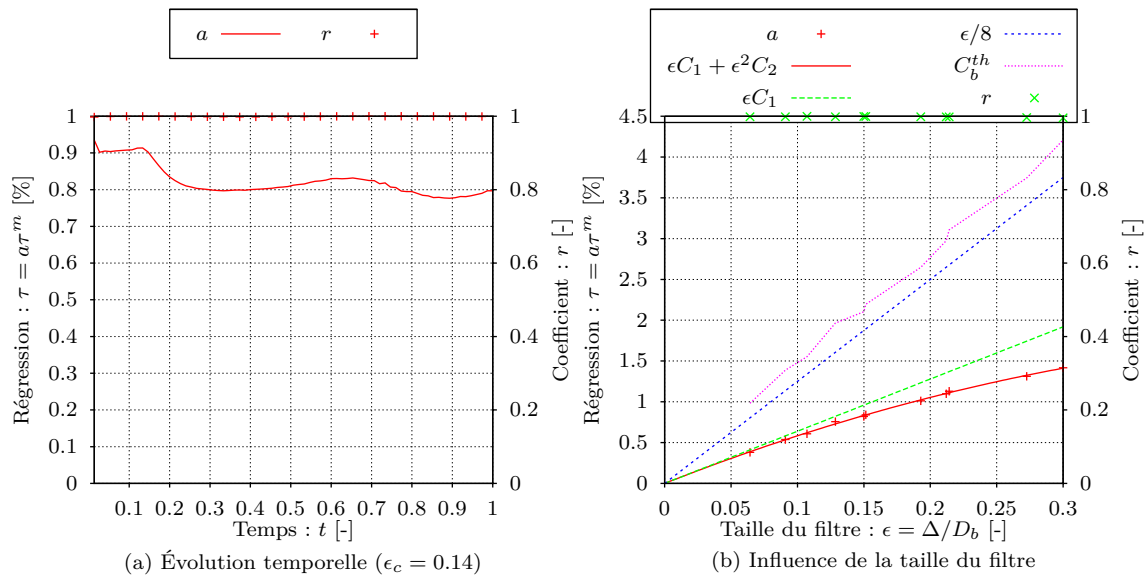 a
r
Régression : τ = aτ^m [%]
1
0.9
0.8
0.7
0.6
0.5
0.4
0.3
0.2
0.1
0
1
0.8
0.6
0.4
0.2
0
Coefficient : r [-]
0.1 0.2 0.3 0.4 0.5 0.6 0.7 0.8 0.9 1
Temps : t [-]
(a) Évolution temporelle (ϵ_c = 0.14)
a
ϵC_1 + ϵ^2C_2
ϵC_1
ϵ/8
C_b^{th}
r
Régression : τ = aτ^m [%]
4.5
4
3.5
3
2.5
2
1.5
1
0.5
0
1
0.8
0.6
0.4
0.2
0
Coefficient : r [-]
0 0.05 0.1 0.15 0.2 0.25 0.3
Taille du filtre : ϵ = Δ/D_b [-]
(b) Influence de la taille du filtre